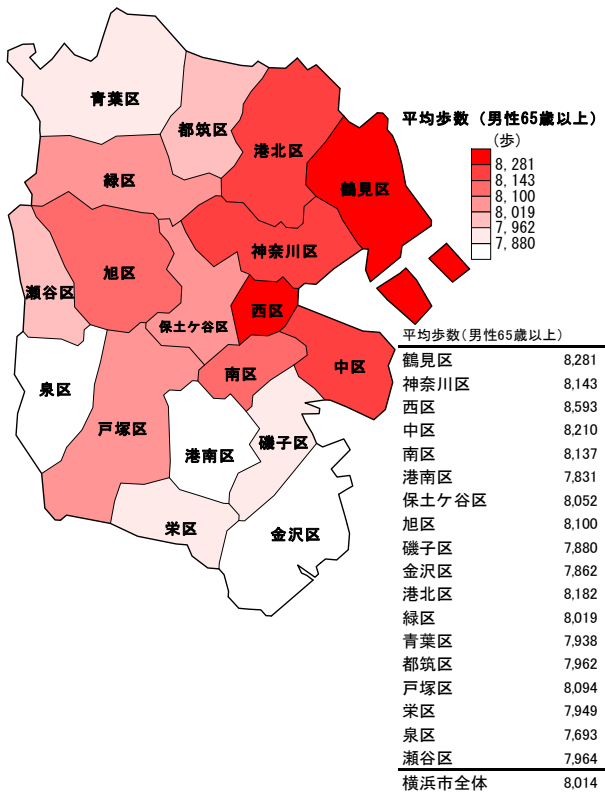 青葉区
都筑区
港北区
平均歩数（男性65歳以上）
(歩)
8,281
8,143
8,100
8,019
7,962
7,880
緑区
鶴見区
神奈川区
旭区
瀬谷区
西区
保土ケ谷区
中区
南区
泉区
戸塚区
港南区
磯子区
栄区
金沢区
平均歩数(男性65歳以上)
鶴見区 8,281
神奈川区 8,143
西区 8,593
中区 8,210
南区 8,137
港南区 7,831
保土ケ谷区 8,052
旭区 8,100
磯子区 7,880
金沢区 7,862
港北区 8,182
緑区 8,019
青葉区 7,938
都筑区 7,962
戸塚区 8,094
栄区 7,949
泉区 7,693
瀬谷区 7,964
横浜市全体 8,014